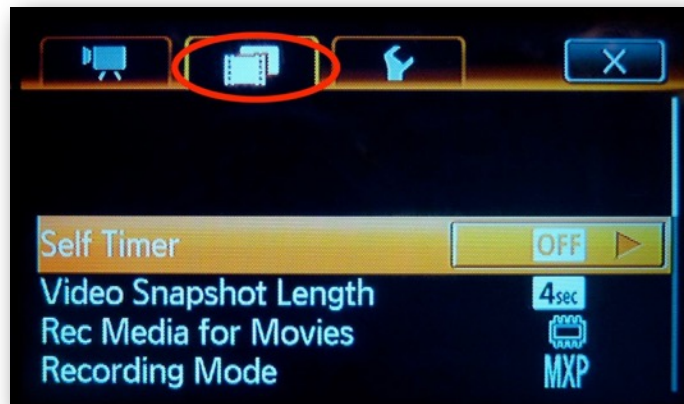 Self Timer OFF
Video Snapshot Length 4sec
Rec Media for Movies
Recording Mode MXP